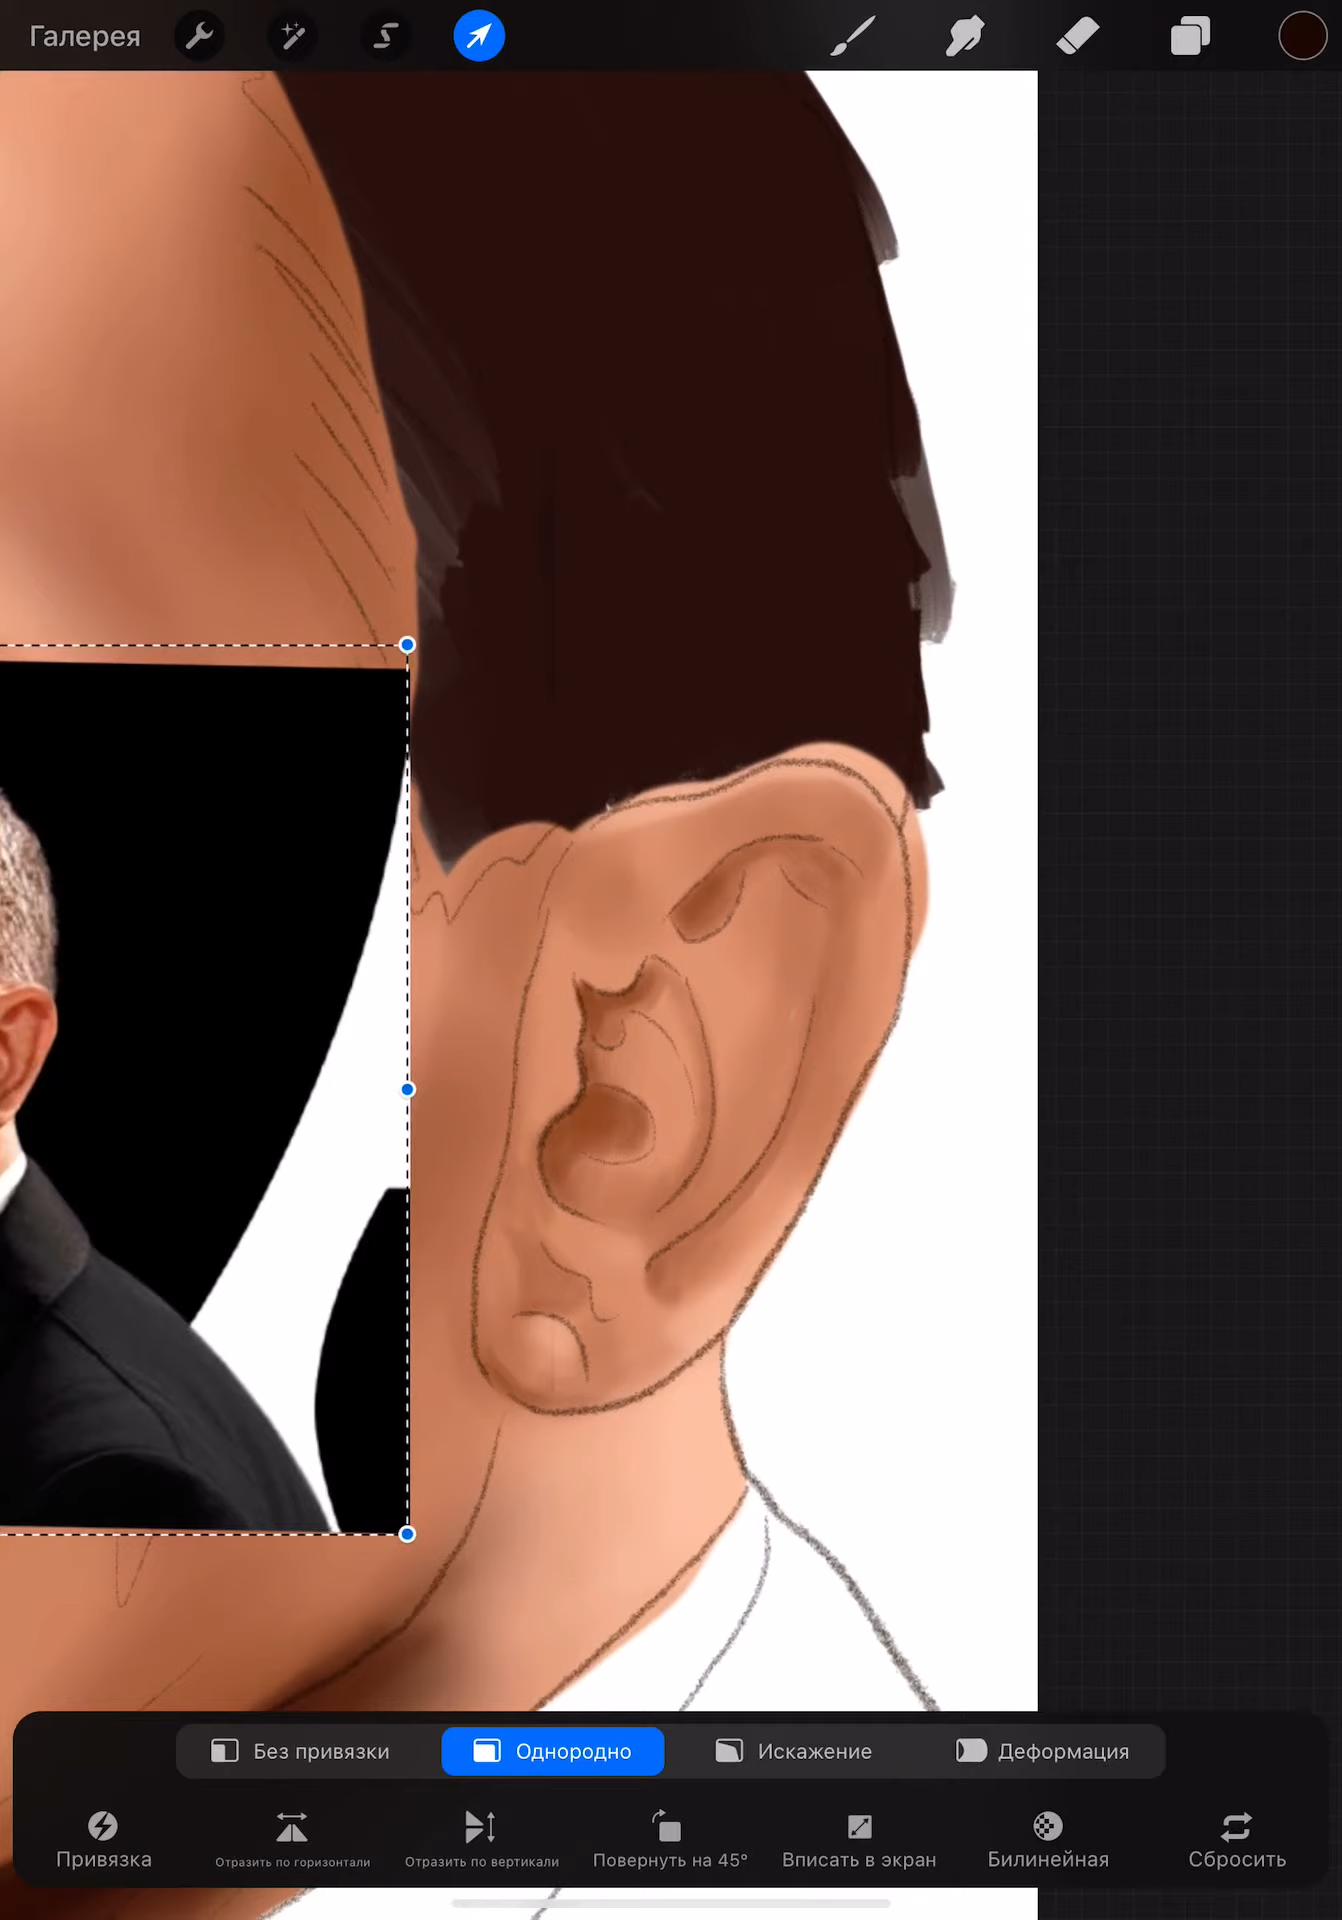 Галерея
Без привязки
Однородно
Искажение
Деформация
Привязка
Отразить по горизонтали
Отразить по вертикали
Повернуть на 45°
Вписать в экран
Билинейная
Сбросить